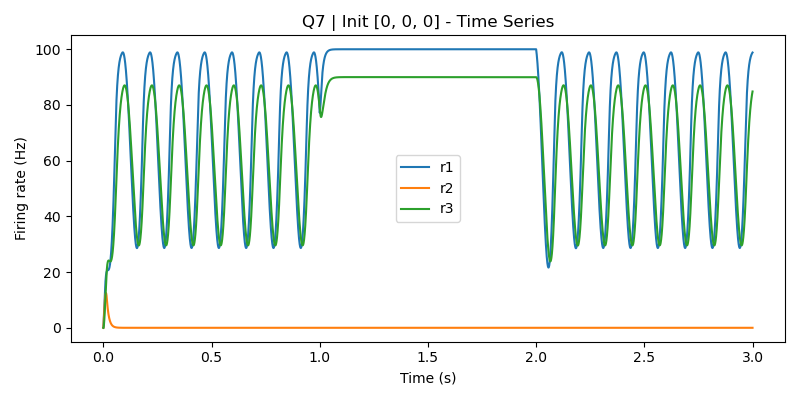 Q7 | Init [0, 0, 0] - Time Series
Firing rate (Hz)
100
80
60
40
20
0
r1
r2
r3
0.0 0.5 1.0 1.5 2.0 2.5 3.0
Time (s)